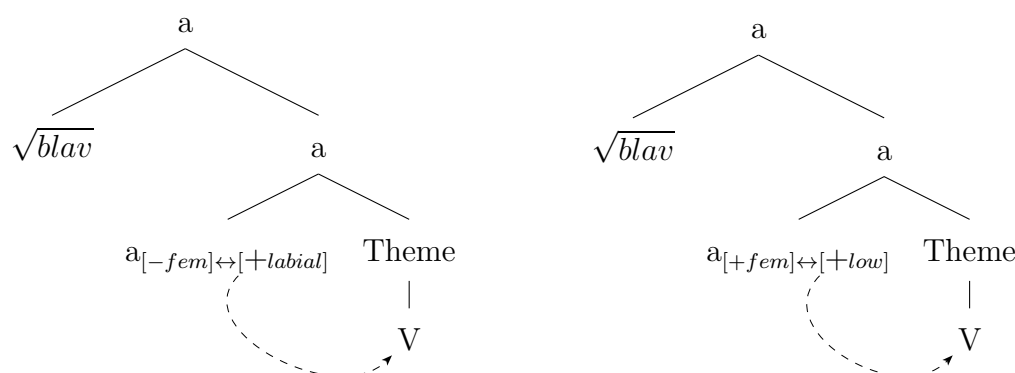 a a
√blav a √blav a
a[−fem]↔[+labial] Theme a[+fem]↔[+low] Theme
V V